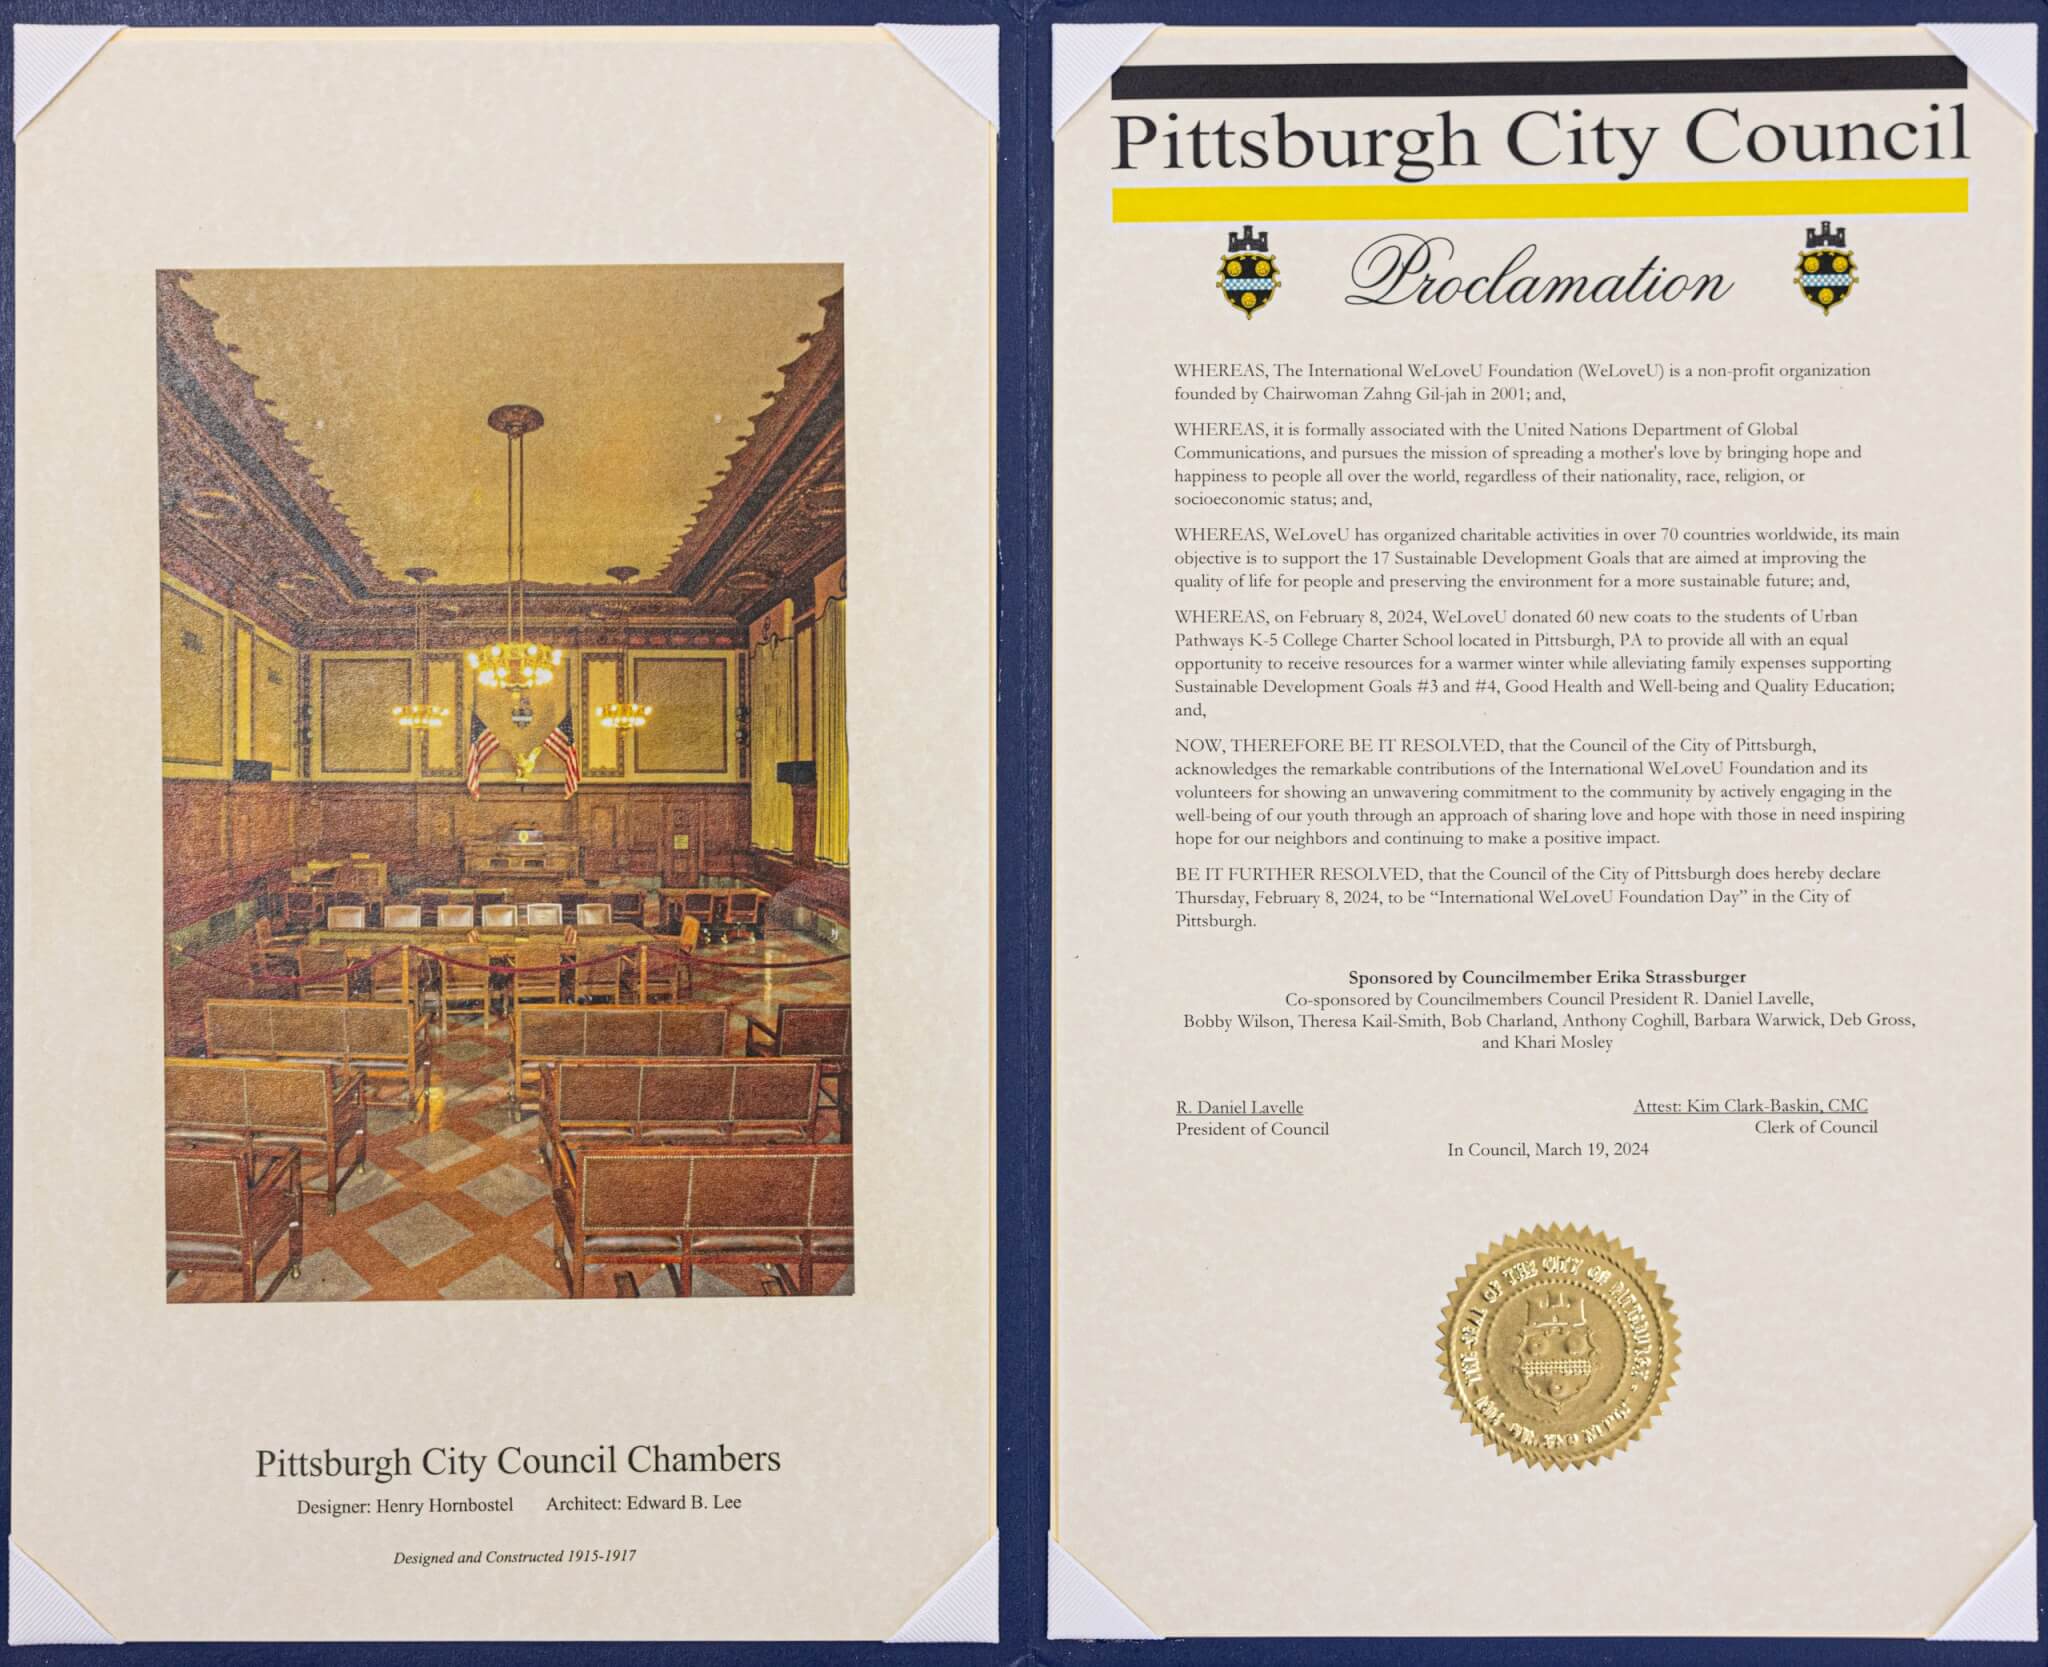 Pittsburgh City Council Chambers
Designer: Henry Hornbostel Architect: Edward B. Lee
Designed and Constructed 1915-1917
Pittsburgh City Council
Proclamation
WHEREAS, The International WeLoveU Foundation (WeLoveU) is a non-profit organization
founded by Chairwoman Zahng Gil-jah in 2001; and,
WHEREAS, it is formally associated with the United Nations Department of Global
Communications, and pursues the mission of spreading a mother's love by bringing hope and
happiness to people all over the world, regardless of their nationality, race, religion, or
socioeconomic status; and,
WHEREAS, WeLoveU has organized charitable activities in over 70 countries worldwide, its main
objective is to support the 17 Sustainable Development Goals that are aimed at improving the
quality of life for people and preserving the environment for a more sustainable future; and,
WHEREAS, on February 8, 2024, WeLoveU donated 60 new coats to the students of Urban
Pathways K-5 College Charter School located in Pittsburgh, PA to provide all with an equal
opportunity to receive resources for a warmer winter while alleviating family expenses supporting
Sustainable Development Goals #3 and #4, Good Health and Well-being and Quality Education;
and,
NOW, THEREFORE BE IT RESOLVED, that the Council of the City of Pittsburgh,
acknowledges the remarkable contributions of the International WeLoveU Foundation and its
volunteers for showing an unwavering commitment to the community by actively engaging in the
well-being of our youth through an approach of sharing love and hope with those in need inspiring
hope for our neighbors and continuing to make a positive impact.
BE IT FURTHER RESOLVED, that the Council of the City of Pittsburgh does hereby declare
Thursday, February 8, 2024, to be “International WeLoveU Foundation Day” in the City of
Pittsburgh.
Sponsored by Councilmember Erika Strassburger
Co-sponsored by Councilmembers Council President R. Daniel Lavelle,
Bobby Wilson, Theresa Kail-Smith, Bob Charland, Anthony Coghill, Barbara Warwick, Deb Gross,
and Khari Mosley
R. Daniel Lavelle Attest: Kim Clark-Baskin, CMC
President of Council Clerk of Council
In Council, March 19, 2024
THE SEAL OF THE CITY OF PITTSBURGH